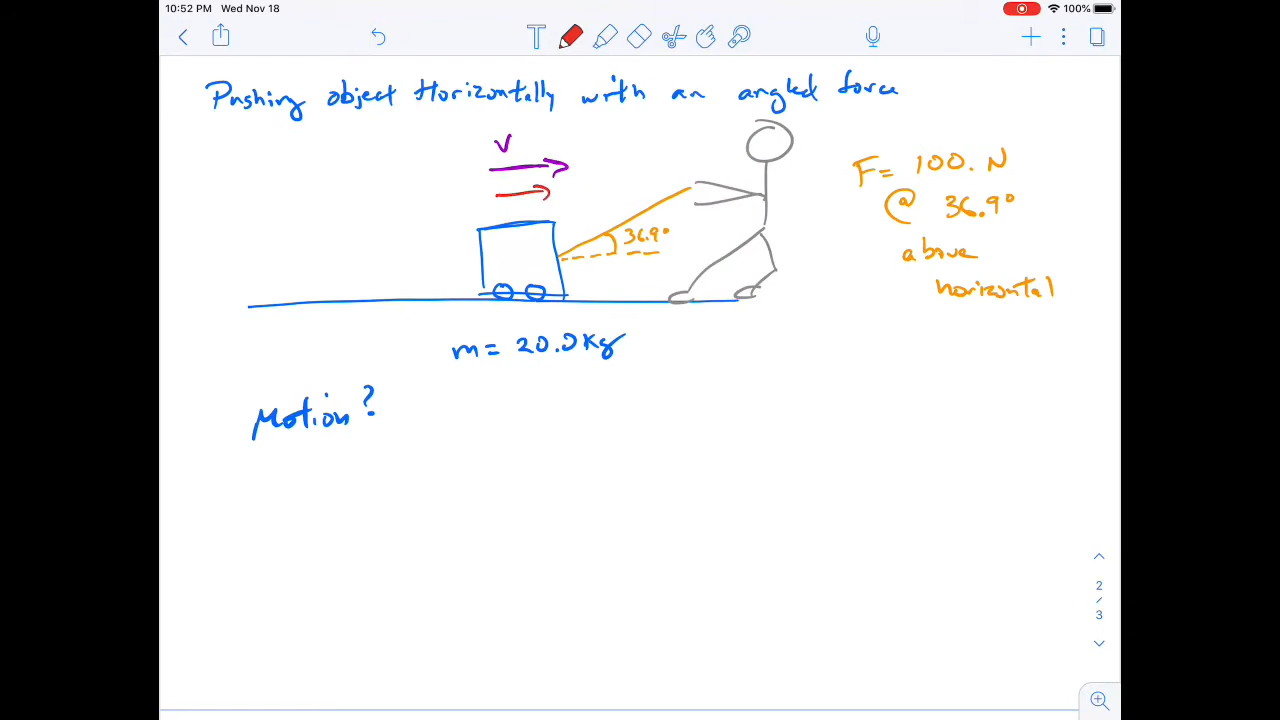 10:52 PM Wed Nov 18
100%
T
Pushing object Horizontally with an angled force
V
F = 100. N
@ 36.9°
above
horizontal
36.9°
m = 20.0 kg
Motion?
2
/
3